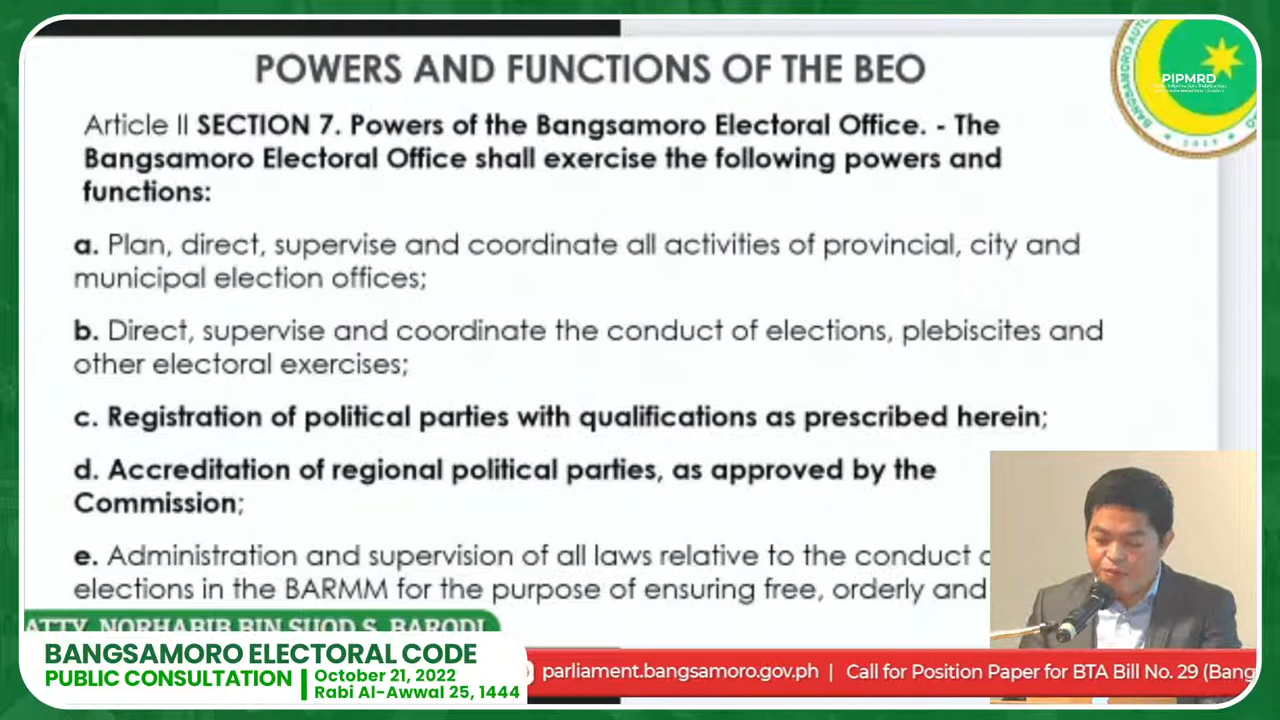 POWERS AND FUNCTIONS OF THE BEO
Article II SECTION 7. Powers of the Bangsamoro Electoral Office. - The
Bangsamoro Electoral Office shall exercise the following powers and
functions:
a. Plan, direct, supervise and coordinate all activities of provincial, city and
municipal election offices;
b. Direct, supervise and coordinate the conduct of elections, plebiscites and
other electoral exercises;
c. Registration of political parties with qualifications as prescribed herein;
d. Accreditation of regional political parties, as approved by the
Commission;
e. Administration and supervision of all laws relative to the conduct
elections in the BARMM for the purpose of ensuring free, orderly and
PIPMRD
ATTY. NORHABIB BIN SUOD S. BARODI
BANGSAMORO ELECTORAL CODE
PUBLIC CONSULTATION
October 21, 2022
Rabi Al-Awwal 25, 1444
parliament.bangsamoro.gov.ph | Call for Position Paper for BTA Bill No. 29 (Bang